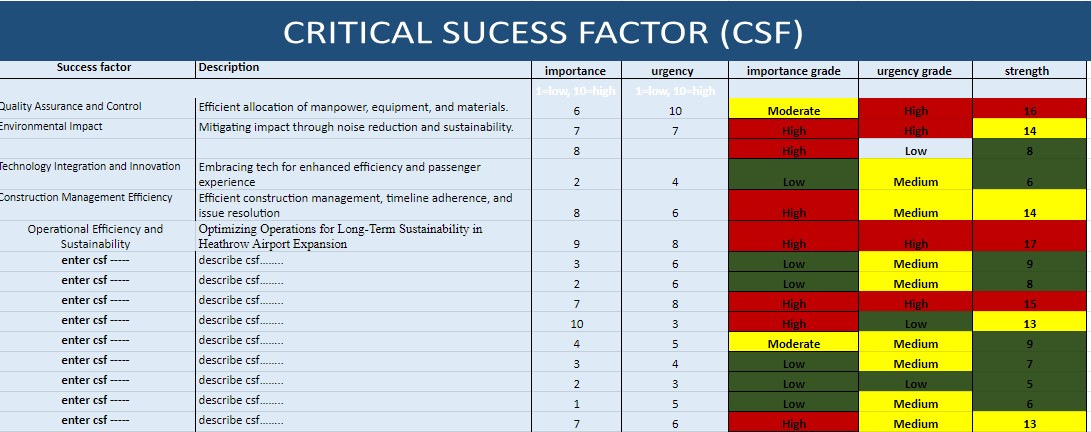 CRITICAL SUCESS FACTOR (CSF)
Success factor Description importance urgency importance grade urgency grade strength
1=low, 10=high 1=low, 10=high
Quality Assurance and Control Efficient allocation of manpower, equipment, and materials. 6 10 Moderate High 16
Environmental Impact Mitigating impact through noise reduction and sustainability. 7 7 High High 14
8 High Low 8
Technology Integration and Innovation Embracing tech for enhanced efficiency and passenger
experience 2 4 Low Medium 6
Construction Management Efficiency Efficient construction management, timeline adherence, and
issue resolution 8 6 High Medium 14
Operational Efficiency and Optimizing Operations for Long-Term Sustainability in
Sustainability Heathrow Airport Expansion 9 8 High High 17
enter csf ----- describe csf........ 3 6 Low Medium 9
enter csf ----- describe csf........ 2 6 Low Medium 8
enter csf ----- describe csf........ 7 8 High High 15
enter csf ----- describe csf........ 10 3 High Low 13
enter csf ----- describe csf........ 4 5 Moderate Medium 9
enter csf ----- describe csf........ 3 4 Low Medium 7
enter csf ----- describe csf........ 2 3 Low Low 5
enter csf ----- describe csf........ 1 5 Low Medium 6
enter csf ----- describe csf........ 7 6 High Medium 13